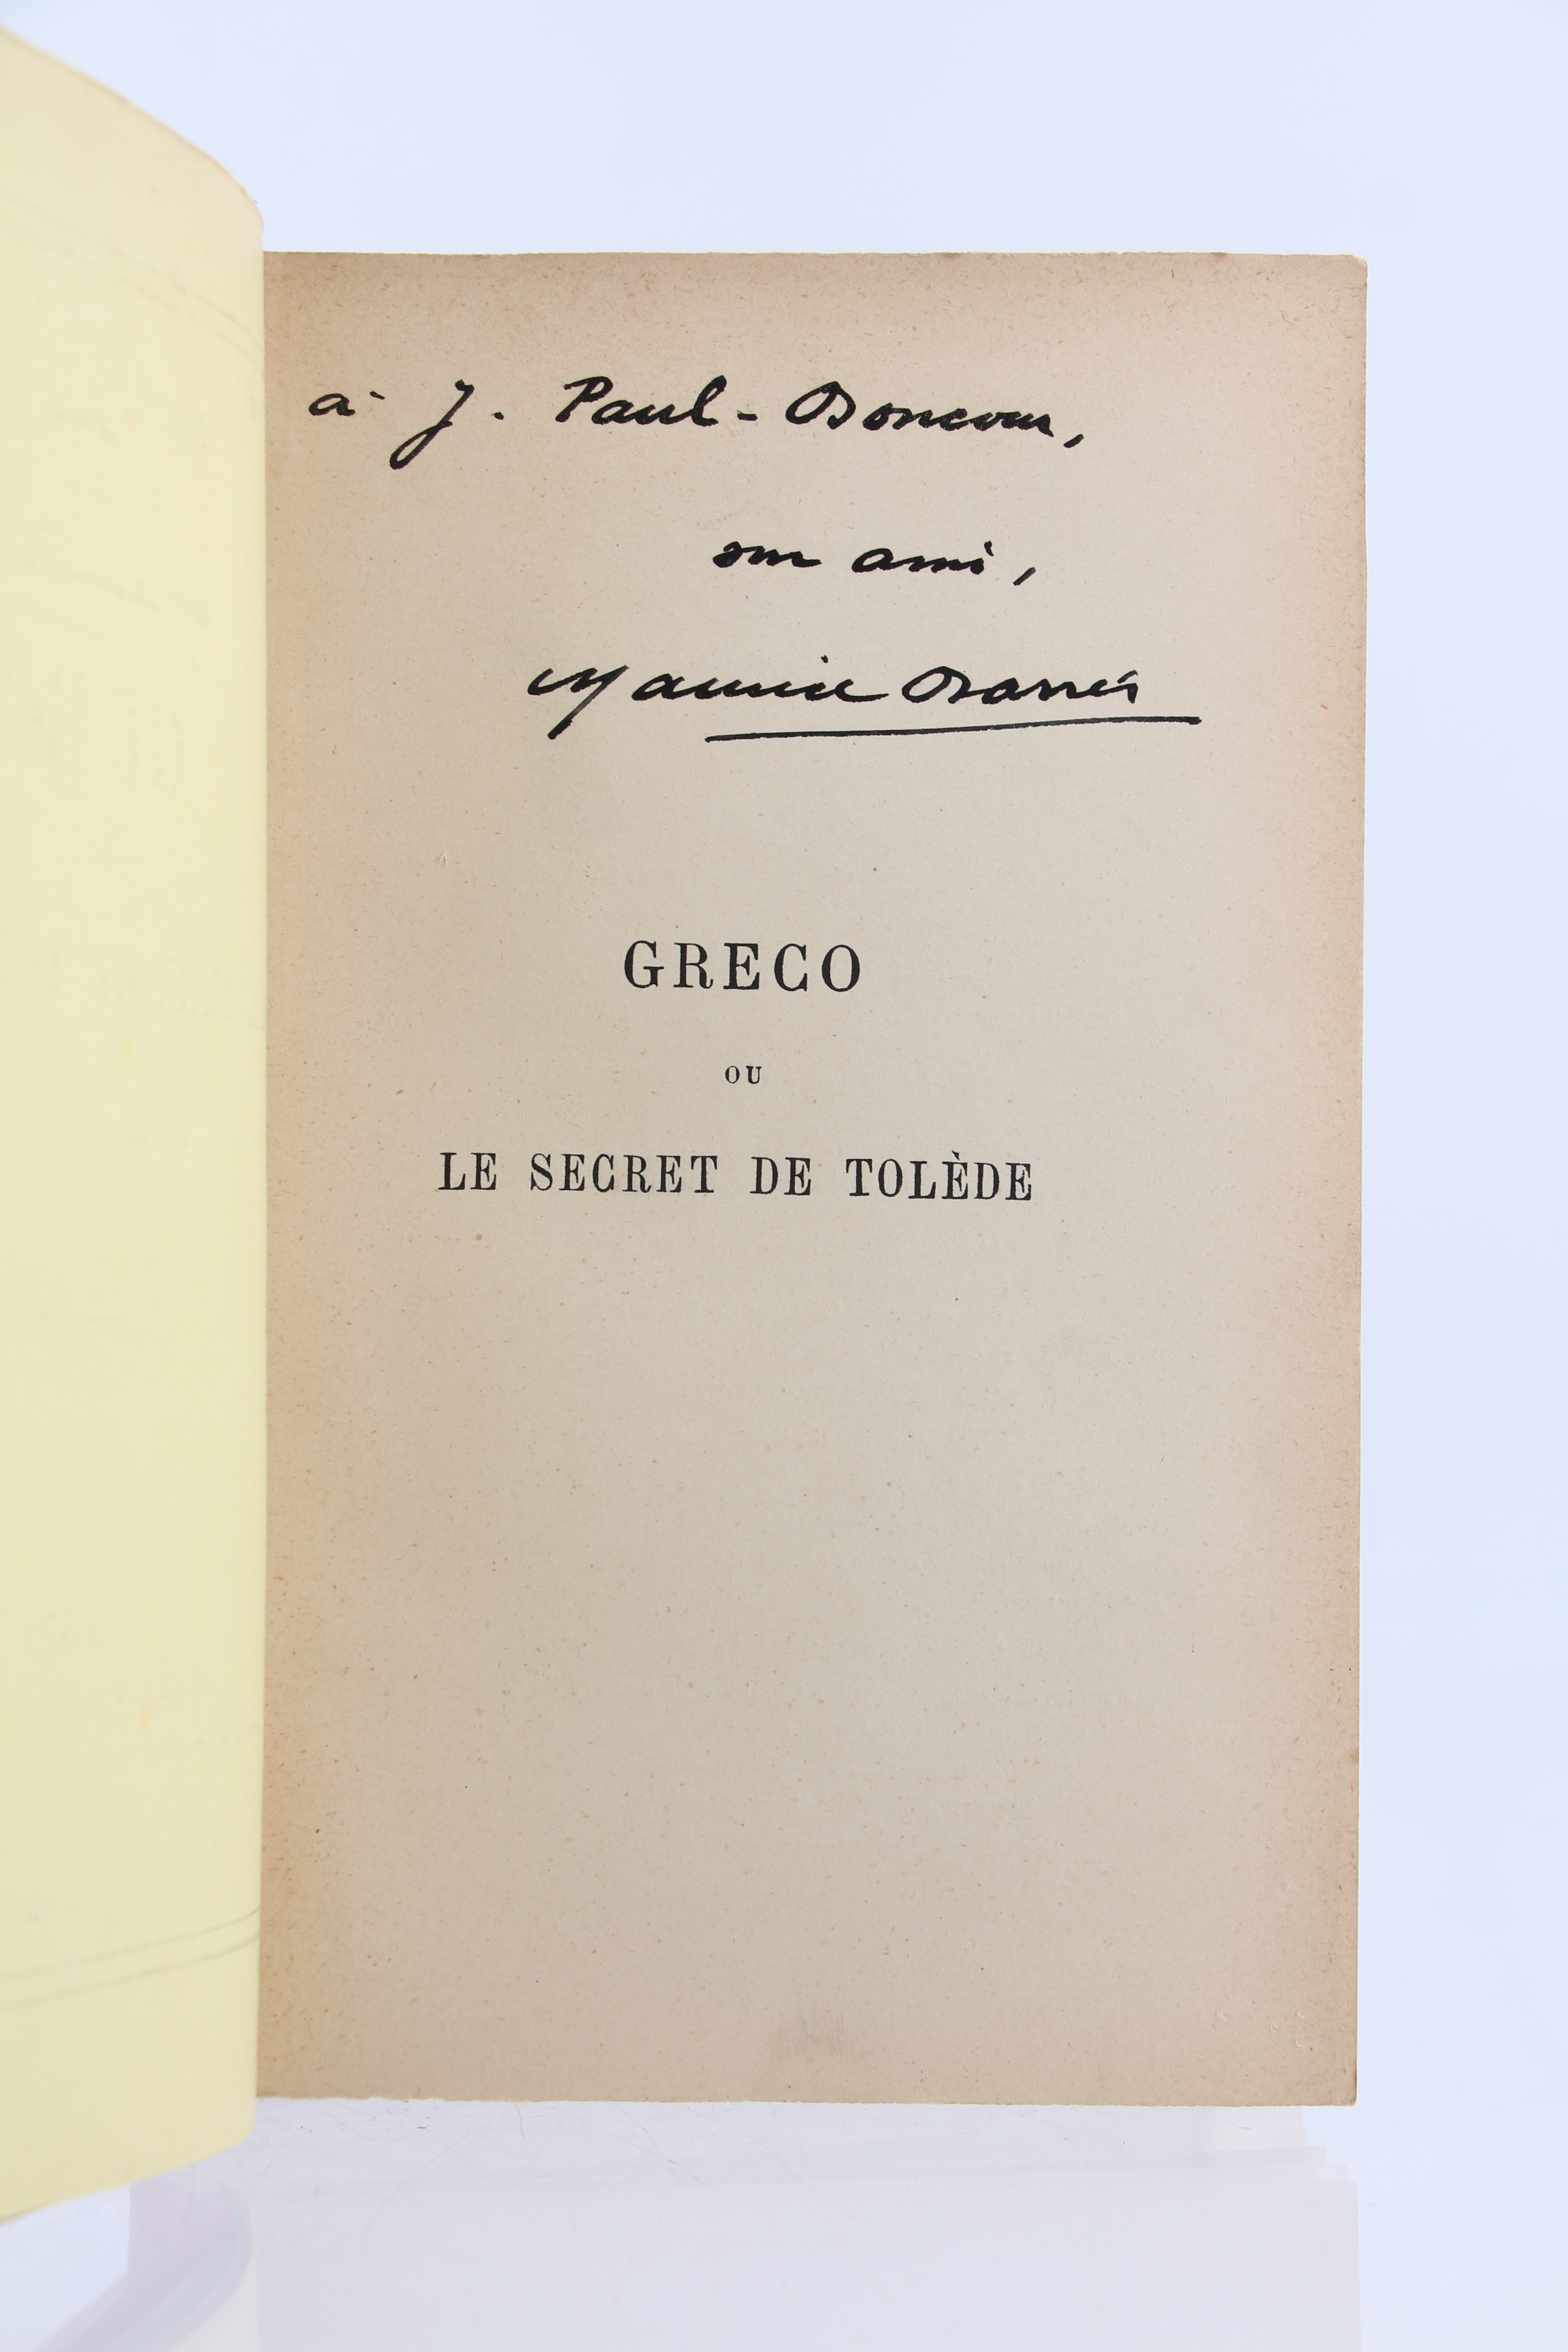 à J. Paul-Boncour,
son ami,
Maurice Barrès
GRECO
OU
LE SECRET DE TOLÈDE